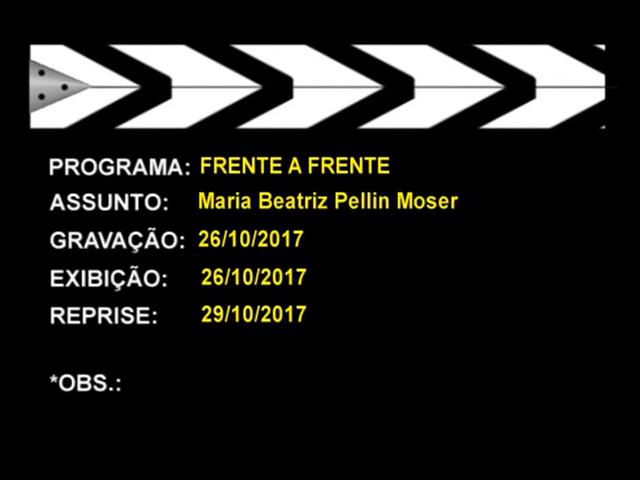 PROGRAMA: FRENTE A FRENTE
ASSUNTO: Maria Beatriz Pellin Moser
GRAVAÇÃO: 26/10/2017
EXIBIÇÃO: 26/10/2017
REPRISE: 29/10/2017
*OBS.: